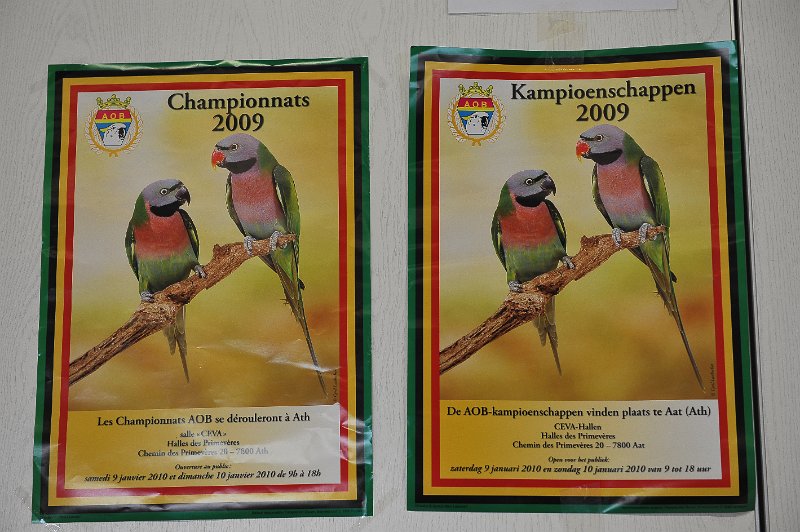 AOB
Championnats
2009
Les Championnats AOB se dérouleront à Ath
salle «CEVA»
Halles des Primevères
Chemin des Primevères 20 – 7800 Ath
Ouverture au public:
samedi 9 janvier 2010 et dimanche 10 janvier 2010 de 9h à 18h
AOB
Kampioenschappen
2009
De AOB-kampioenschappen vinden plaats te Aat (Ath)
CEVA-Hallen
Halles des Primevères
Chemin des Primevères 20 – 7800 Aat
Open voor het publiek:
zaterdag 9 januari 2010 en zondag 10 januari 2010 van 9 tot 18 uur